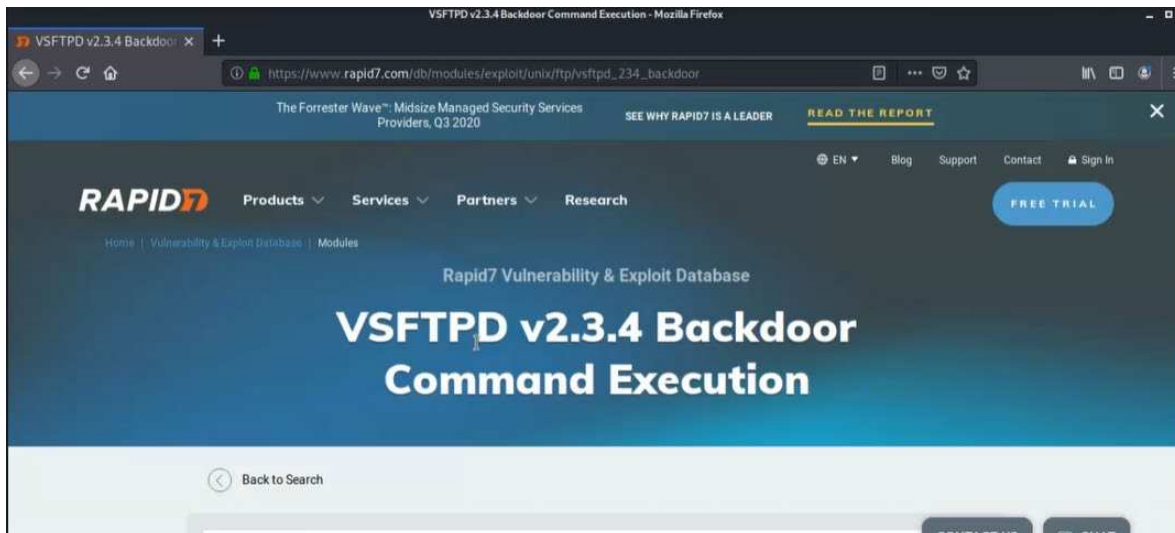 VSFTPD v2.3.4 Backdoor Command Execution - Mozilla Firefox
VSFTPD v2.3.4 Backdoor
https://www.rapid7.com/db/modules/exploit/unix/ftp/vsftpd_234_backdoor
The Forrester Wave™: Midsize Managed Security Services
Providers, Q3 2020
SEE WHY RAPID7 IS A LEADER
READ THE REPORT
EN
Blog
Support
Contact
Sign In
RAPID7
Products
Services
Partners
Research
FREE TRIAL
Home | Vulnerability & Exploit Database | Modules
Rapid7 Vulnerability & Exploit Database
VSFTPD v2.3.4 Backdoor
Command Execution
Back to Search